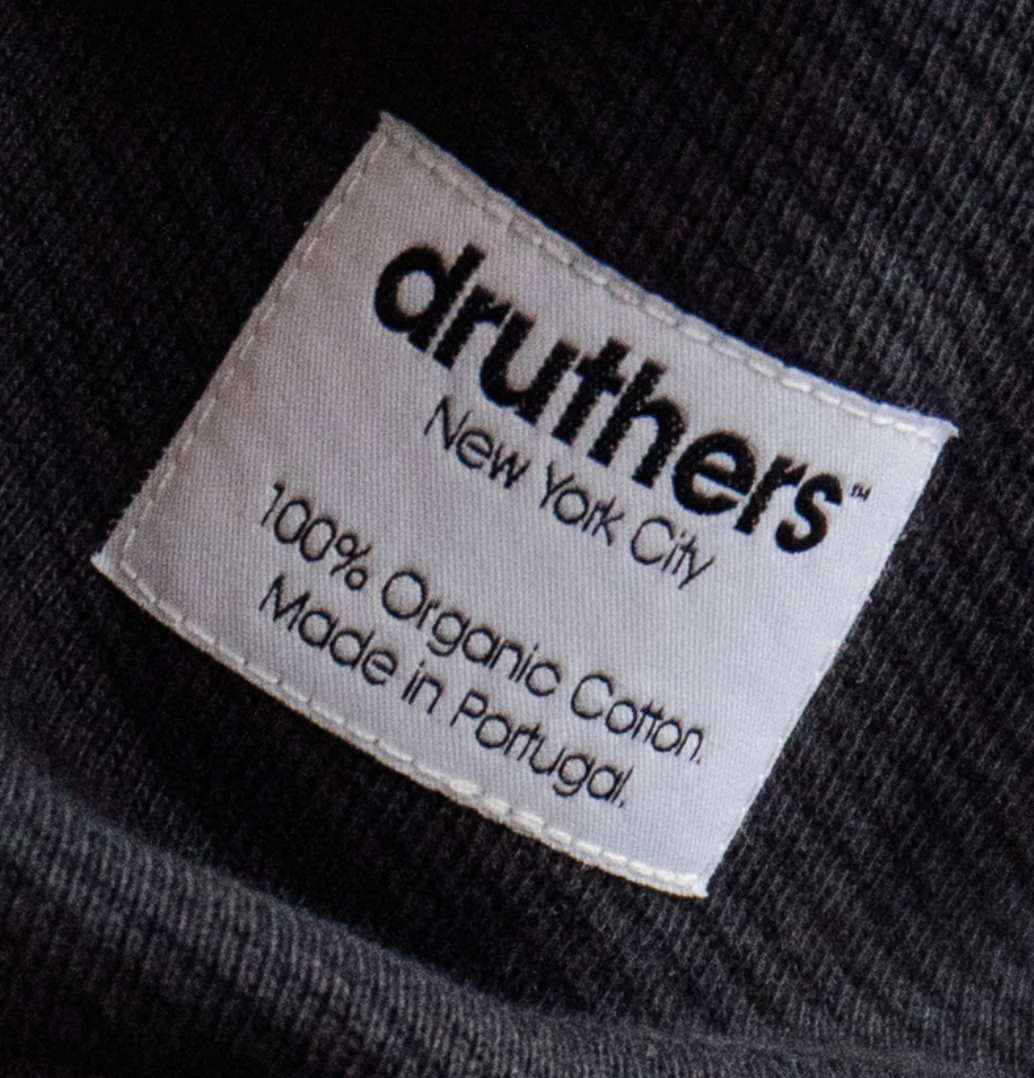 druthers™
New York City
100% Organic Cotton.
Made in Portugal.